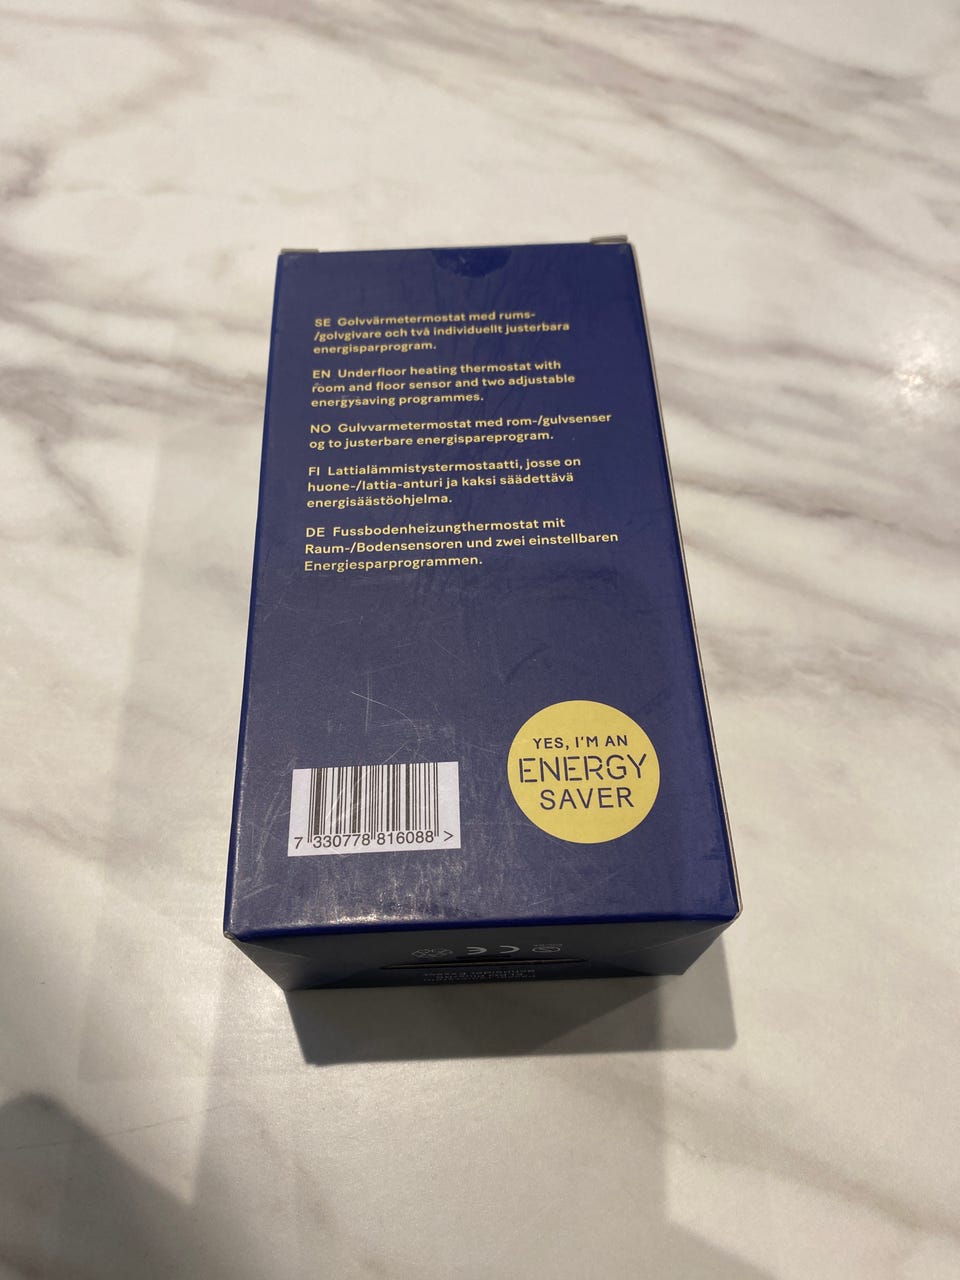 SE Golvvärmetermostat med rums-
/golvgivare och två individuellt justerbara
energisparprogram.
EN Underfloor heating thermostat with
room and floor sensor and two adjustable
energysaving programmes.
NO Gulvvarmetermostat med rom-/gulvsenser
og to justerbare energispareprogram.
FI Lattialämmistystermostaatti, josse on
huone-/lattia-anturi ja kaksi säädettävä
energisäästöohjelma.
DE Fussbodenheizungthermostat mit
Raum-/Bodensensoren und zwei einstellbaren
Energiesparprogrammen.
YES, I'M AN
ENERGY
SAVER
7 330778 816088 >
CE